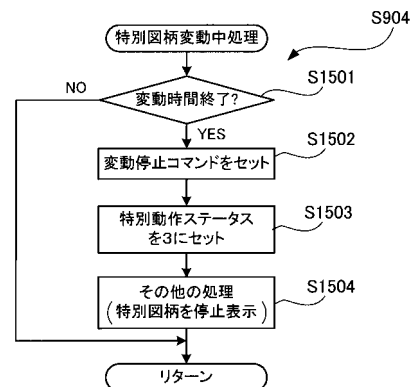 S904
特別図柄変動中処理
S1501
NO
変動時間終了?
YES
S1502
変動停止コマンドをセット
S1503
特別動作ステータス
を3にセット
S1504
その他の処理
(特別図柄を停止表示)
リターン